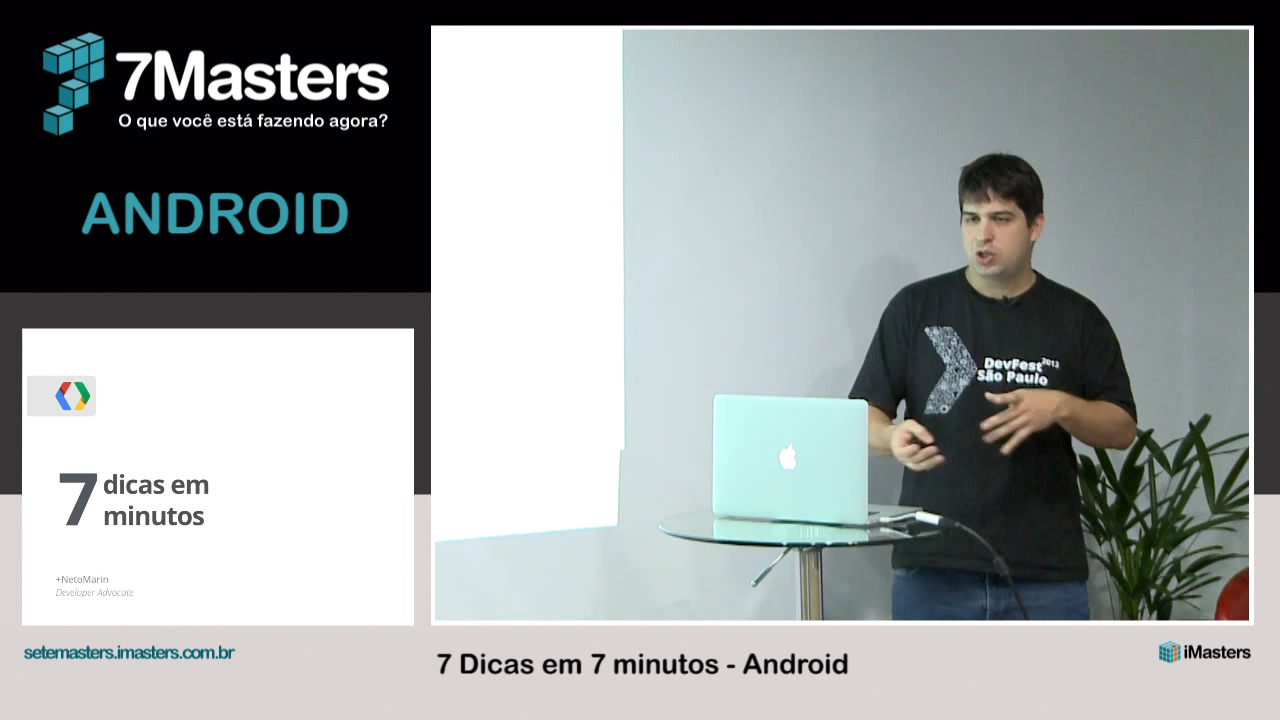 7Masters
O que você está fazendo agora?
ANDROID
7 dicas em
minutos
+NetoMarin
Developer Advocate
DevFest 2013
São Paulo
setemasters.imasters.com.br
7 Dicas em 7 minutos - Android
iMasters